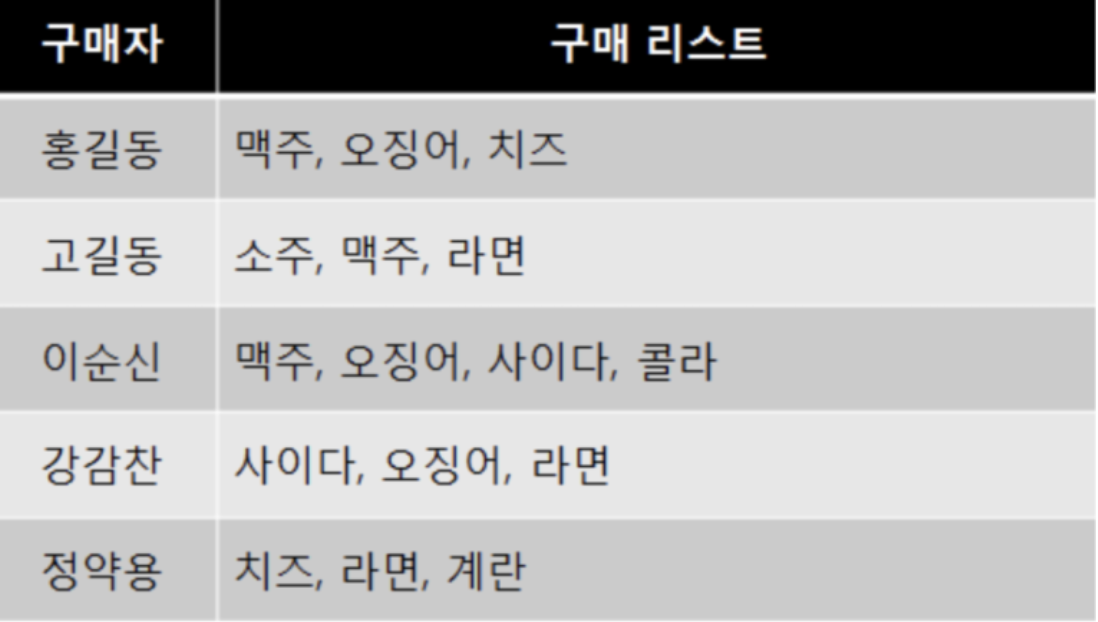 구매자 구매 리스트
홍길동 맥주, 오징어, 치즈
고길동 소주, 맥주, 라면
이순신 맥주, 오징어, 사이다, 콜라
강감찬 사이다, 오징어, 라면
정약용 치즈, 라면, 계란